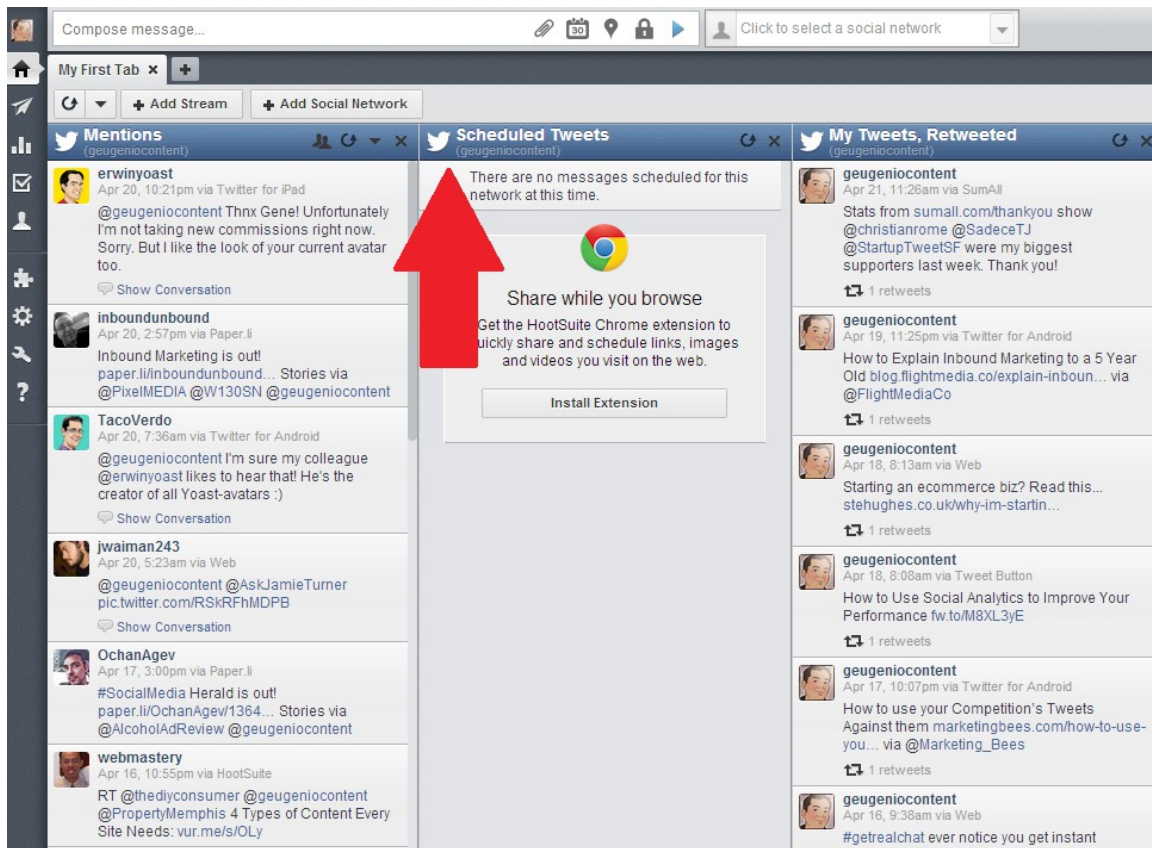 Compose message...
30
Click to select a social network
My First Tab
Add Stream
Add Social Network
Mentions
(geugeniocontent)
erwinyoast
Apr 20, 10:21pm via Twitter for iPad
@geugeniocontent Thnx Gene! Unfortunately
I'm not taking new commissions right now.
Sorry. But I like the look of your current avatar
too.
Show Conversation
inboundunbound
Apr 20, 2:57pm via Paper.li
Inbound Marketing is out!
paper.li/inboundunbound... Stories via
@PixelMEDIA @W130SN @geugeniocontent
TacoVerdo
Apr 20, 7:36am via Twitter for Android
@geugeniocontent I'm sure my colleague
@erwinyoast likes to hear that! He's the
creator of all Yoast-avatars :)
Show Conversation
jwaiman243
Apr 20, 5:23am via Web
@geugeniocontent @AskJamieTurner
pic.twitter.com/RSkRFhMDPB
Show Conversation
OchanAgev
Apr 17, 3:00pm via Paper.li
#SocialMedia Herald is out!
paper.li/OchanAgev/1364... Stories via
@AlcoholAdReview @geugeniocontent
webmastery
Apr 16, 10:55pm via HootSuite
RT @thediyconsumer @geugeniocontent
@PropertyMemphis 4 Types of Content Every
Site Needs: vur.me/s/OLy
Scheduled Tweets
(geugeniocontent)
There are no messages scheduled for this
network at this time.
Share while you browse
Get the HootSuite Chrome extension to
uickly share and schedule links, images
and videos you visit on the web.
Install Extension
My Tweets, Retweeted
(geugeniocontent)
geugeniocontent
Apr 21, 11:26am via SumAll
Stats from sumall.com/thankyou show
@christianrome @SadeceTJ
@StartupTweetSF were my biggest
supporters last week. Thank you!
1 retweets
geugeniocontent
Apr 19, 11:25pm via Twitter for Android
How to Explain Inbound Marketing to a 5 Year
Old blog.flightmedia.co/explain-inboun... via
@FlightMediaCo
1 retweets
geugeniocontent
Apr 18, 8:13am via Web
Starting an ecommerce biz? Read this...
stehughes.co.uk/why-im-startin...
1 retweets
geugeniocontent
Apr 18, 8:08am via Tweet Button
How to Use Social Analytics to Improve Your
Performance fw.to/M8XL3yE
1 retweets
geugeniocontent
Apr 17, 10:07pm via Twitter for Android
How to use your Competition's Tweets
Against them marketingbees.com/how-to-use-
you... via @Marketing_Bees
1 retweets
geugeniocontent
Apr 16, 9:38am via Web
#getrealchat ever notice you get instant